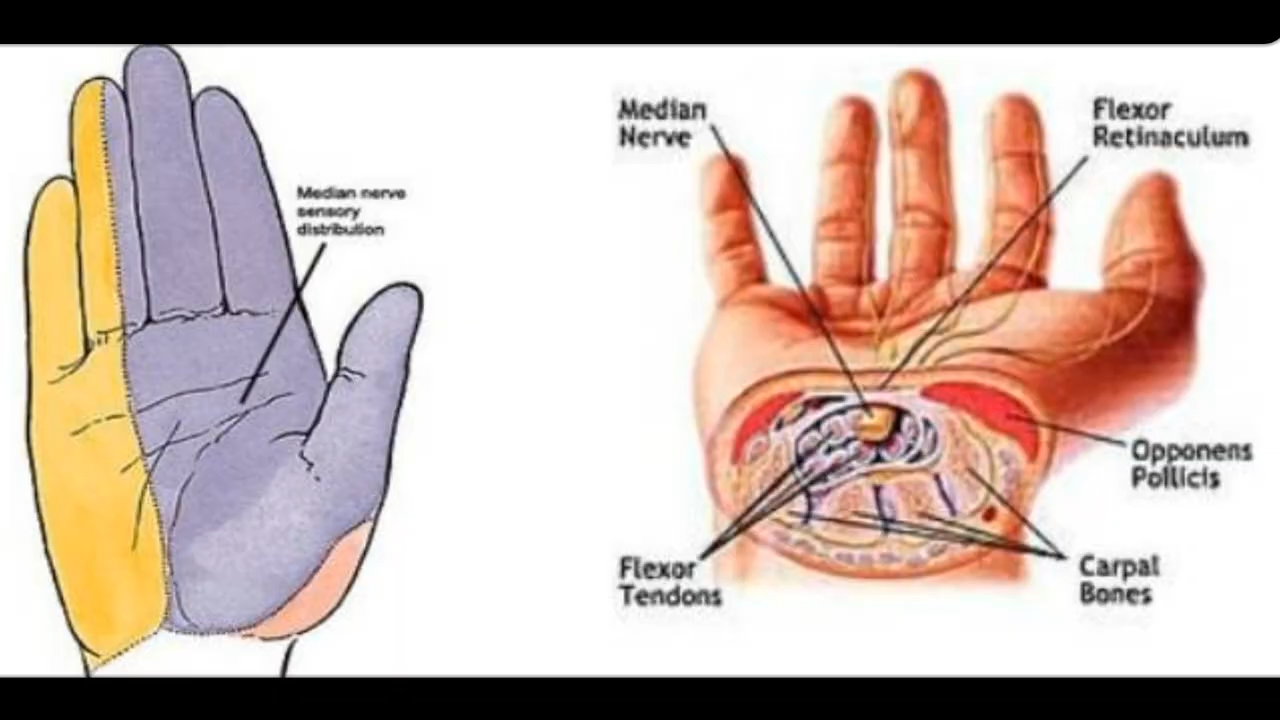 Median nerve
sensory
distribution
Median
Nerve
Flexor
Retinaculum
Opponens
Pollicis
Flexor
Tendons
Carpal
Bones